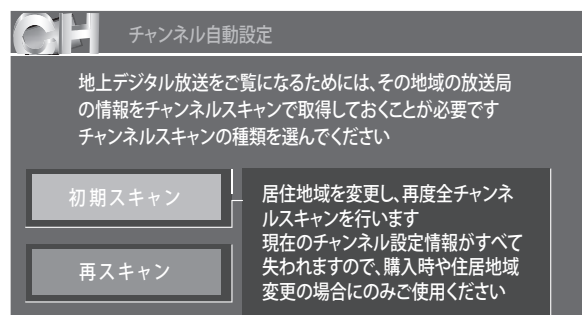 CH チャンネル自動設定
地上デジタル放送をご覧になるためには、その地域の放送局
の情報をチャンネルスキャンで取得しておくことが必要です
チャンネルスキャンの種類を選んでください
初期スキャン
居住地域を変更し、再度全チャンネ
ルスキャンを行います
現在のチャンネル設定情報がすべて
失われますので、購入時や住居地域
変更の場合にのみご使用ください
再スキャン